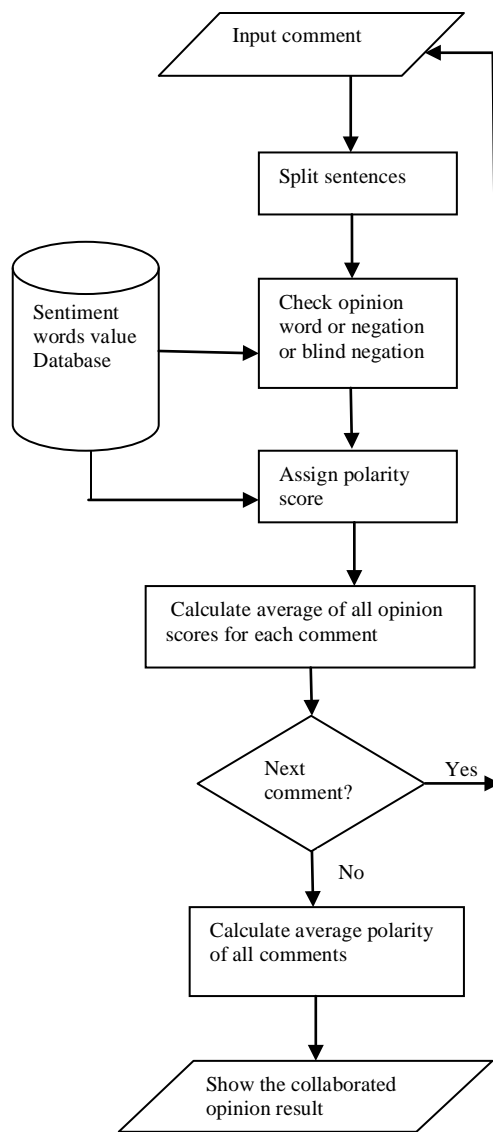 Input comment
Split sentences
Sentiment
words value
Database
Check opinion
word or negation
or blind negation
Assign polarity
score
Calculate average of all opinion
scores for each comment
Next
comment?
Yes
No
Calculate average polarity
of all comments
Show the collaborated
opinion result